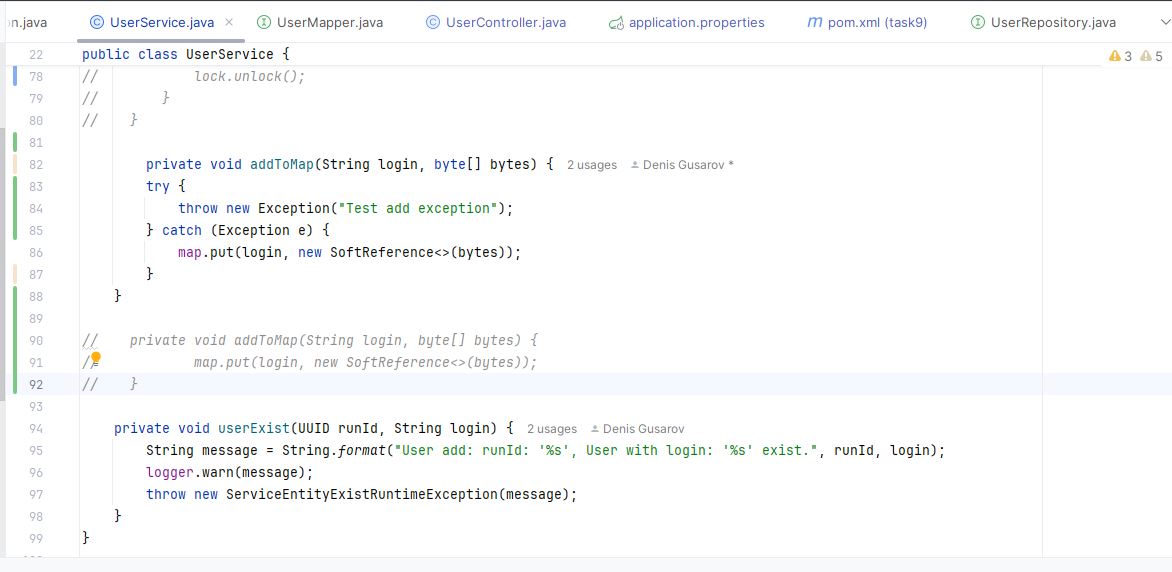 on.java UserService.java × UserMapper.java UserController.java application.properties pom.xml (task9) UserRepository.java
22 public class UserService { 3 5
78 // lock.unlock();
79 // }
80 // }
81
82 private void addToMap(String login, byte[] bytes) { 2 usages Denis Gusarov *
83 try {
84 throw new Exception("Test add exception");
85 } catch (Exception e) {
86 map.put(login, new SoftReference<>(bytes));
87 }
88 }
89
90 // private void addToMap(String login, byte[] bytes) {
91 // map.put(login, new SoftReference<>(bytes));
92 // }
93
94 private void userExist(UUID runId, String login) { 2 usages Denis Gusarov
95 String message = String.format("User add: runId: '%s', User with login: '%s' exist.", runId, login);
96 logger.warn(message);
97 throw new ServiceEntityExistRuntimeException(message);
98 }
99 }